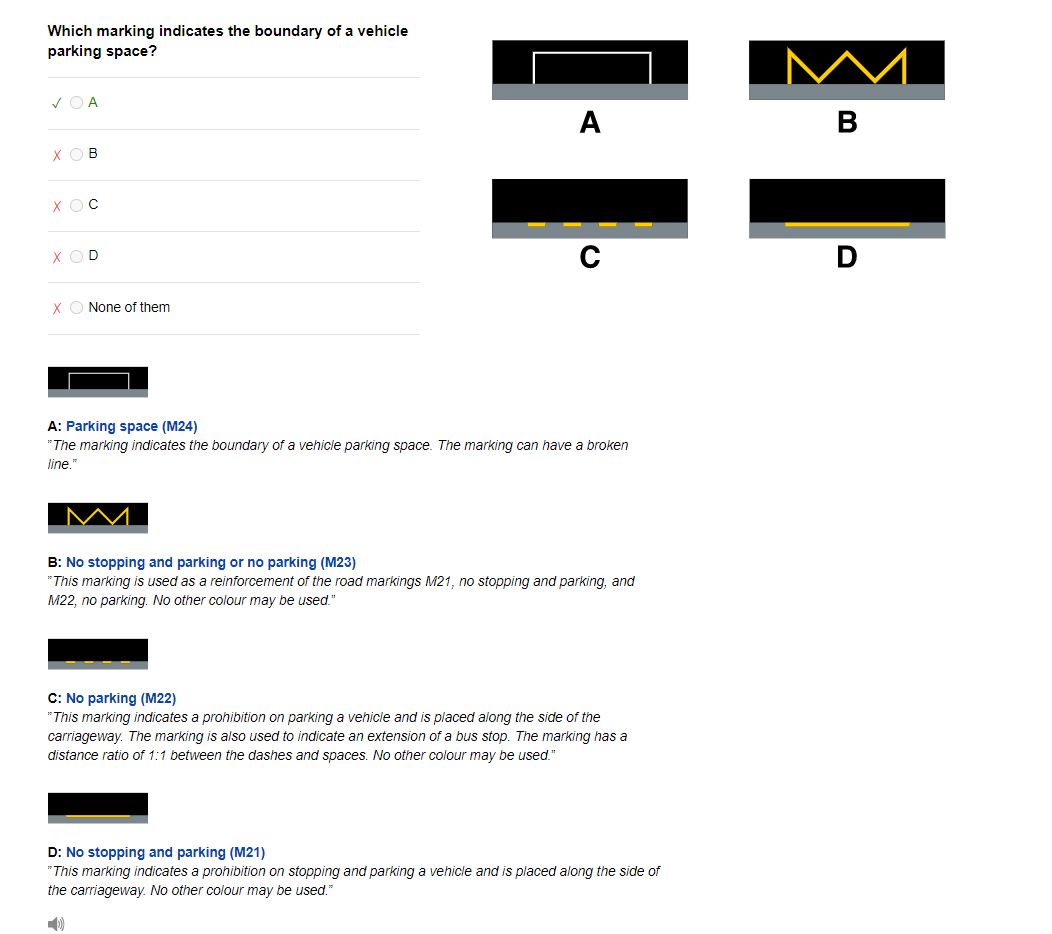 Which marking indicates the boundary of a vehicle
parking space?
✓ A
✗ B
✗ C
✗ D
✗ None of them
A
B
C
D
A: Parking space (M24)
"The marking indicates the boundary of a vehicle parking space. The marking can have a broken
line."
B: No stopping and parking or no parking (M23)
"This marking is used as a reinforcement of the road markings M21, no stopping and parking, and
M22, no parking. No other colour may be used."
C: No parking (M22)
"This marking indicates a prohibition on parking a vehicle and is placed along the side of the
carriageway. The marking is also used to indicate an extension of a bus stop. The marking has a
distance ratio of 1:1 between the dashes and spaces. No other colour may be used."
D: No stopping and parking (M21)
"This marking indicates a prohibition on stopping and parking a vehicle and is placed along the side of
the carriageway. No other colour may be used."